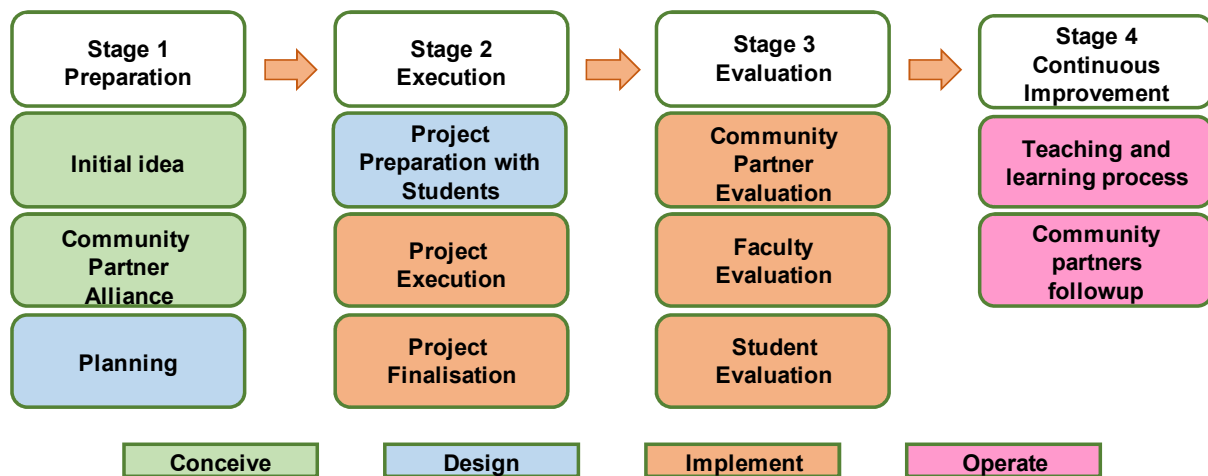 Stage 1
Preparation
Stage 2
Execution
Stage 3
Evaluation
Stage 4
Continuous
Improvement
Initial idea
Community
Partner
Alliance
Planning
Project
Preparation with
Students
Project
Execution
Project
Finalisation
Community
Partner
Evaluation
Faculty
Evaluation
Student
Evaluation
Teaching and
learning process
Community
partners
followup
Conceive
Design
Implement
Operate